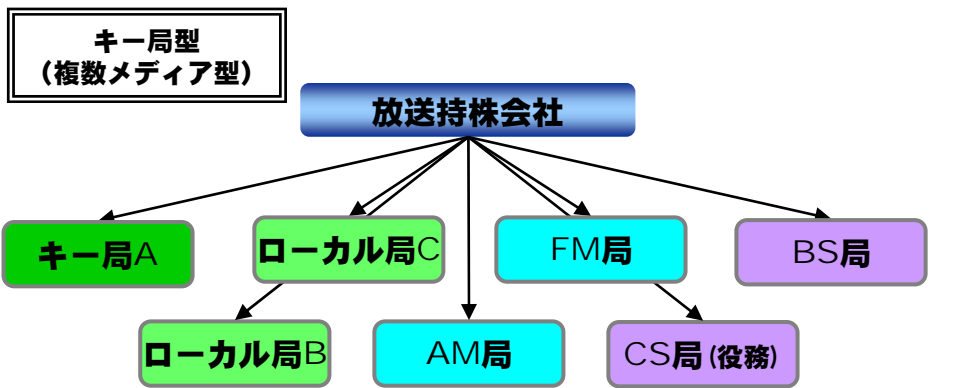 キー局型
（複数メディア型）
放送持株会社
キー局A
ローカル局C
FM局
BS局
ローカル局B
AM局
CS局(役務)